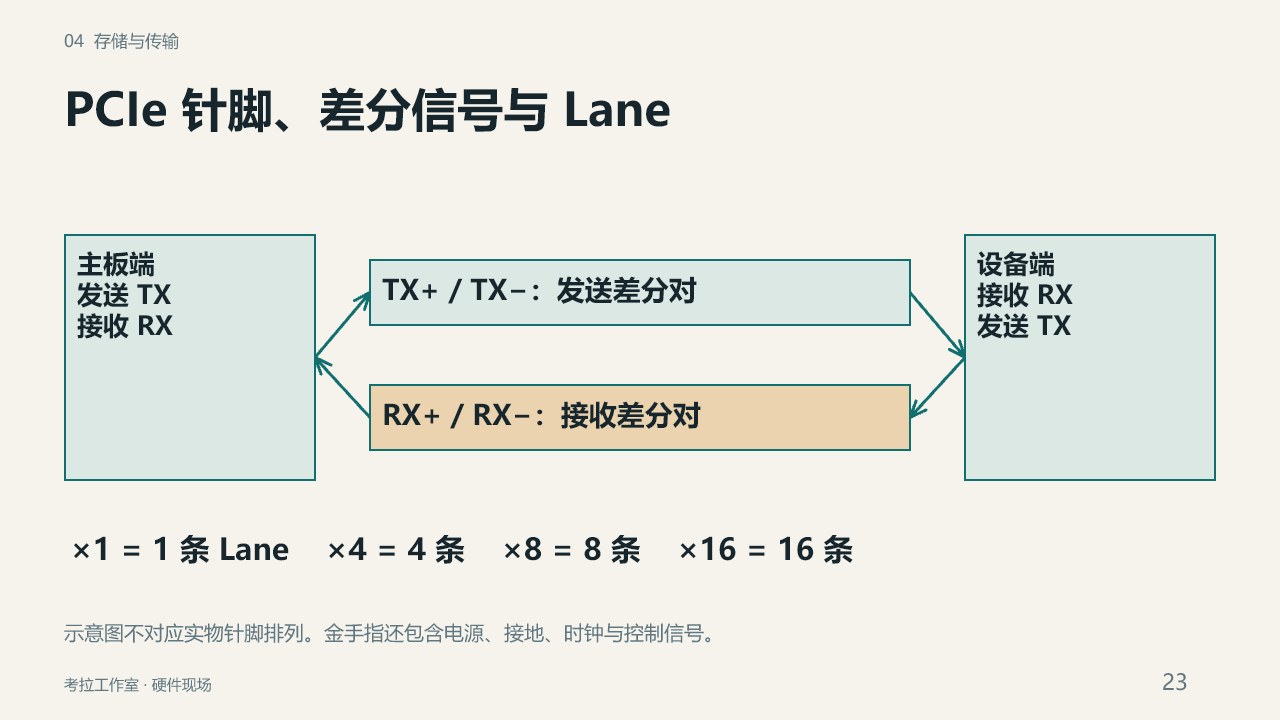 04 存储与传输
PCIe 针脚、差分信号与 Lane
主板端
发送 TX
接收 RX
TX+ / TX−：发送差分对
RX+ / RX−：接收差分对
设备端
接收 RX
发送 TX
×1 = 1 条 Lane ×4 = 4 条 ×8 = 8 条 ×16 = 16 条
示意图不对应实物针脚排列。金手指还包含电源、接地、时钟与控制信号。
考拉工作室 · 硬件现场
23